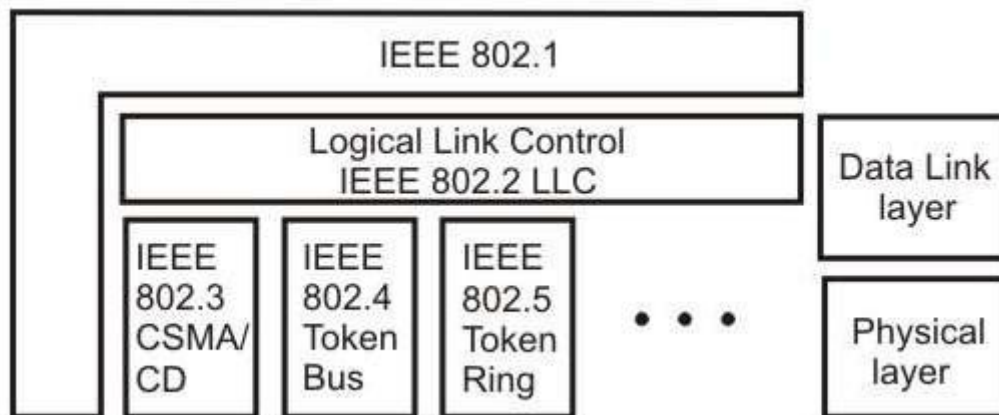 IEEE 802.1
Logical Link Control
IEEE 802.2 LLC
Data Link
layer
IEEE
802.3
CSMA/
CD
IEEE
802.4
Token
Bus
IEEE
802.5
Token
Ring
• • •
Physical
layer